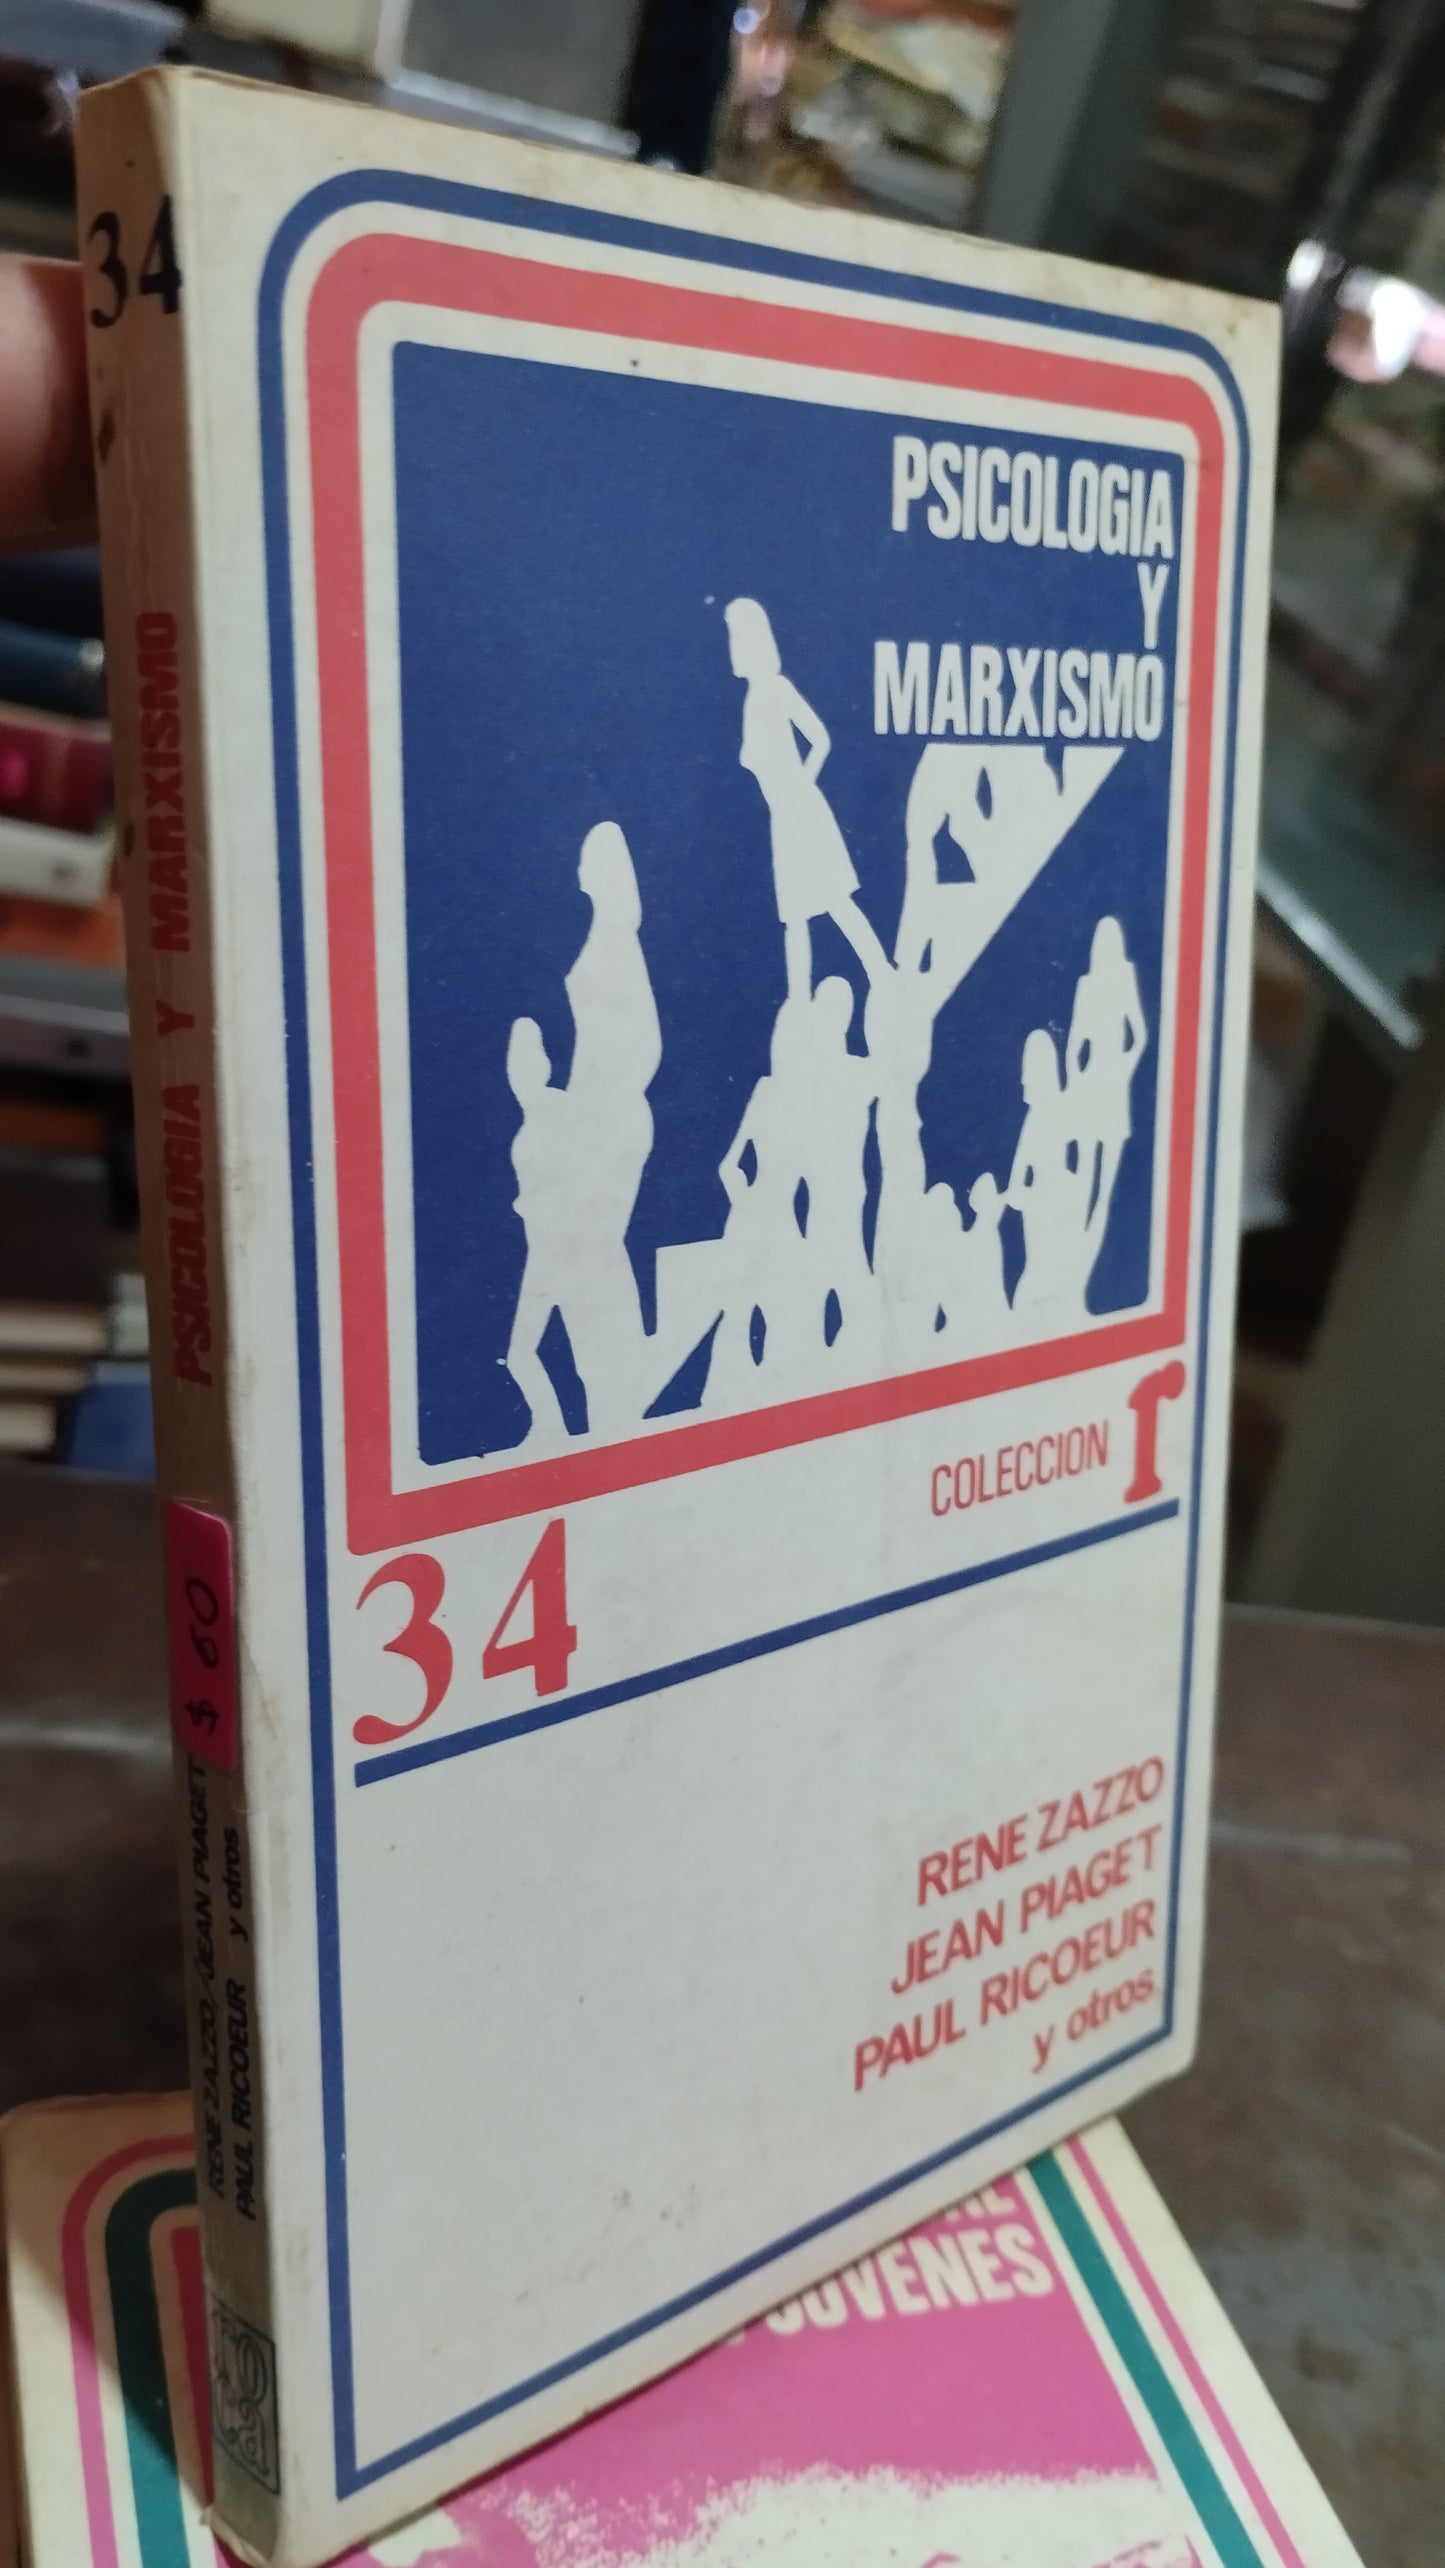 34
PSICOLOGIA Y MARXISMO
$ 60
RENE ZAZZO/JEAN PIAGET
PAUL RICOEUR y otros
PSICOLOGIA
Y
MARXISMO
COLECCION r
34
RENE ZAZZO
JEAN PIAGET
PAUL RICOEUR
y otros
JOVENES